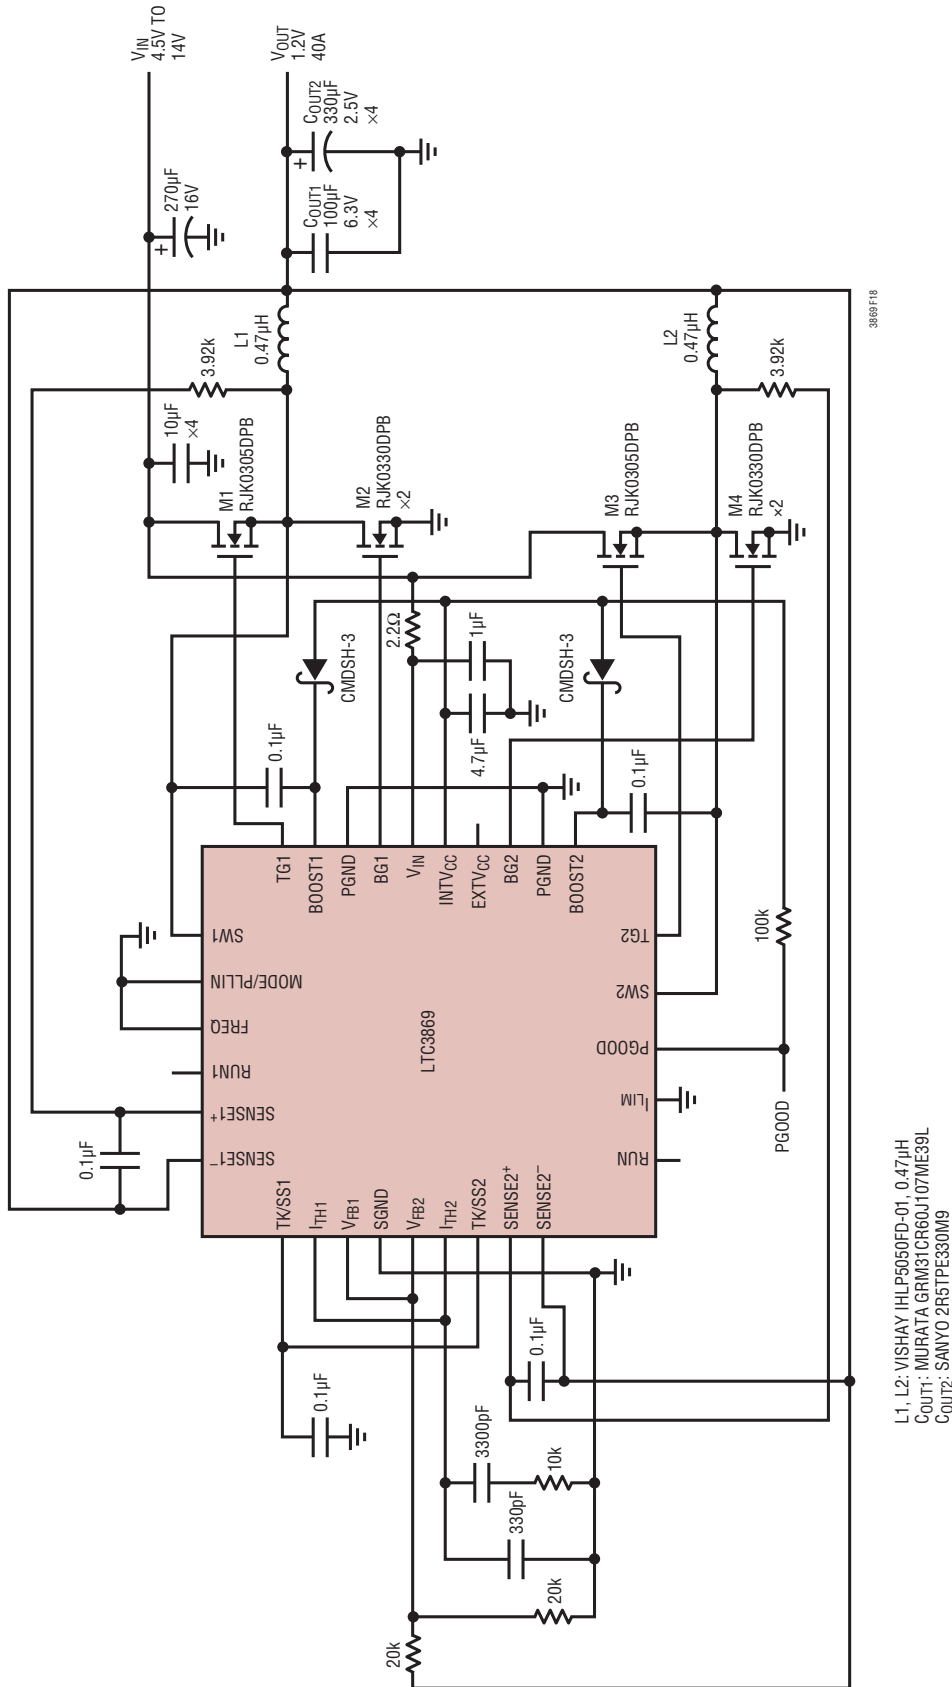 VIN
4.5V TO
14V
VOUT
1.2V
40A
270µF
16V
+
COUT2
330µF
2.5V
×4
+
COUT1
100µF
6.3V
×4
L1
0.47µH
3.92k
10µF
×4
M1
RJK0305DPB
M2
RJK0330DPB
×2
L2
0.47µH
3.92k
M3
RJK0305DPB
M4
RJK0330DPB
×2
2.2Ω
1µF
4.7µF
CMDSH-3
CMDSH-3
0.1µF
0.1µF
TG1
BOOST1
PGND
BG1
VIN
INTVCC
EXTVCC
BG2
PGND
BOOST2
SW1
MODE/PLLIN
FREQ
RUN1
SENSE1+
SENSE1–
LTC3869
TG2
SW2
PGOOD
ILIM
RUN
100k
PGOOD
0.1µF
TK/SS1
ITH1
VFB1
SGND
VFB2
ITH2
TK/SS2
SENSE2+
SENSE2–
0.1µF
0.1µF
3300pF
10k
330pF
20k
20k
3869 F18
L1, L2: VISHAY IHLP5050FD-01, 0.47µH
COUT1: MURATA GRM31CR60J107ME39L
COUT2: SANYO 2R5TPE330M9